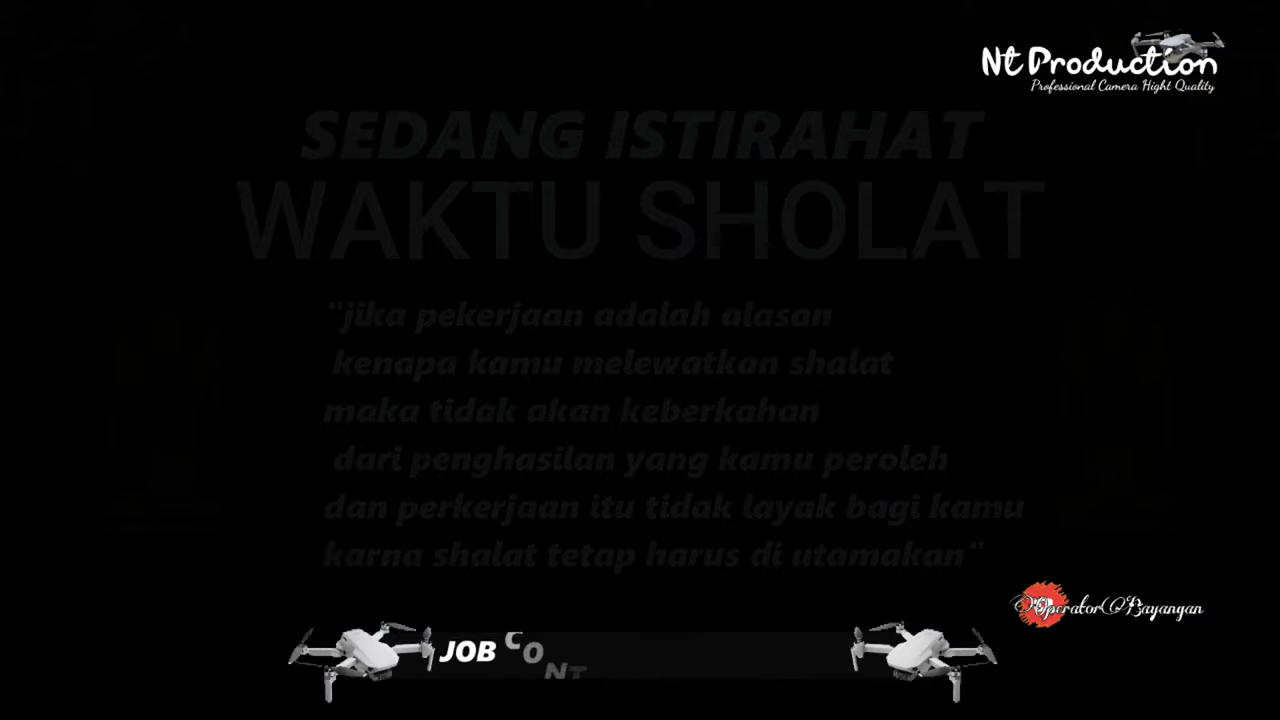 Nt Production
Professional Camera Hight Quality
SEDANG ISTIRAHAT
WAKTU SHOLAT
"jika pekerjaan adalah alasan
kenapa kamu melewatkan shalat
maka tidak akan keberkahan
dari penghasilan yang kamu peroleh
dan perkerjaan itu tidak layak bagi kamu
karna shalat tetap harus di utamakan"
Operator Bayangan
JOB CONT